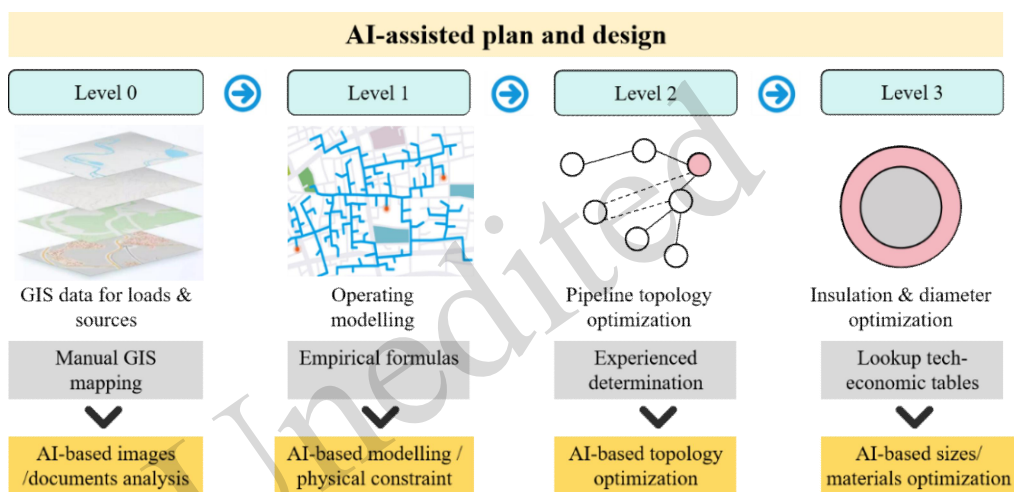 AI-assisted plan and design
Level 0
Level 1
Level 2
Level 3
GIS data for loads &
sources
Operating
modelling
Pipeline topology
optimization
Insulation & diameter
optimization
Manual GIS
mapping
Empirical formulas
Experienced
determination
Lookup tech-
economic tables
AI-based images
/documents analysis
AI-based modelling /
physical constraint
AI-based topology
optimization
AI-based sizes/
materials optimization
Unedited